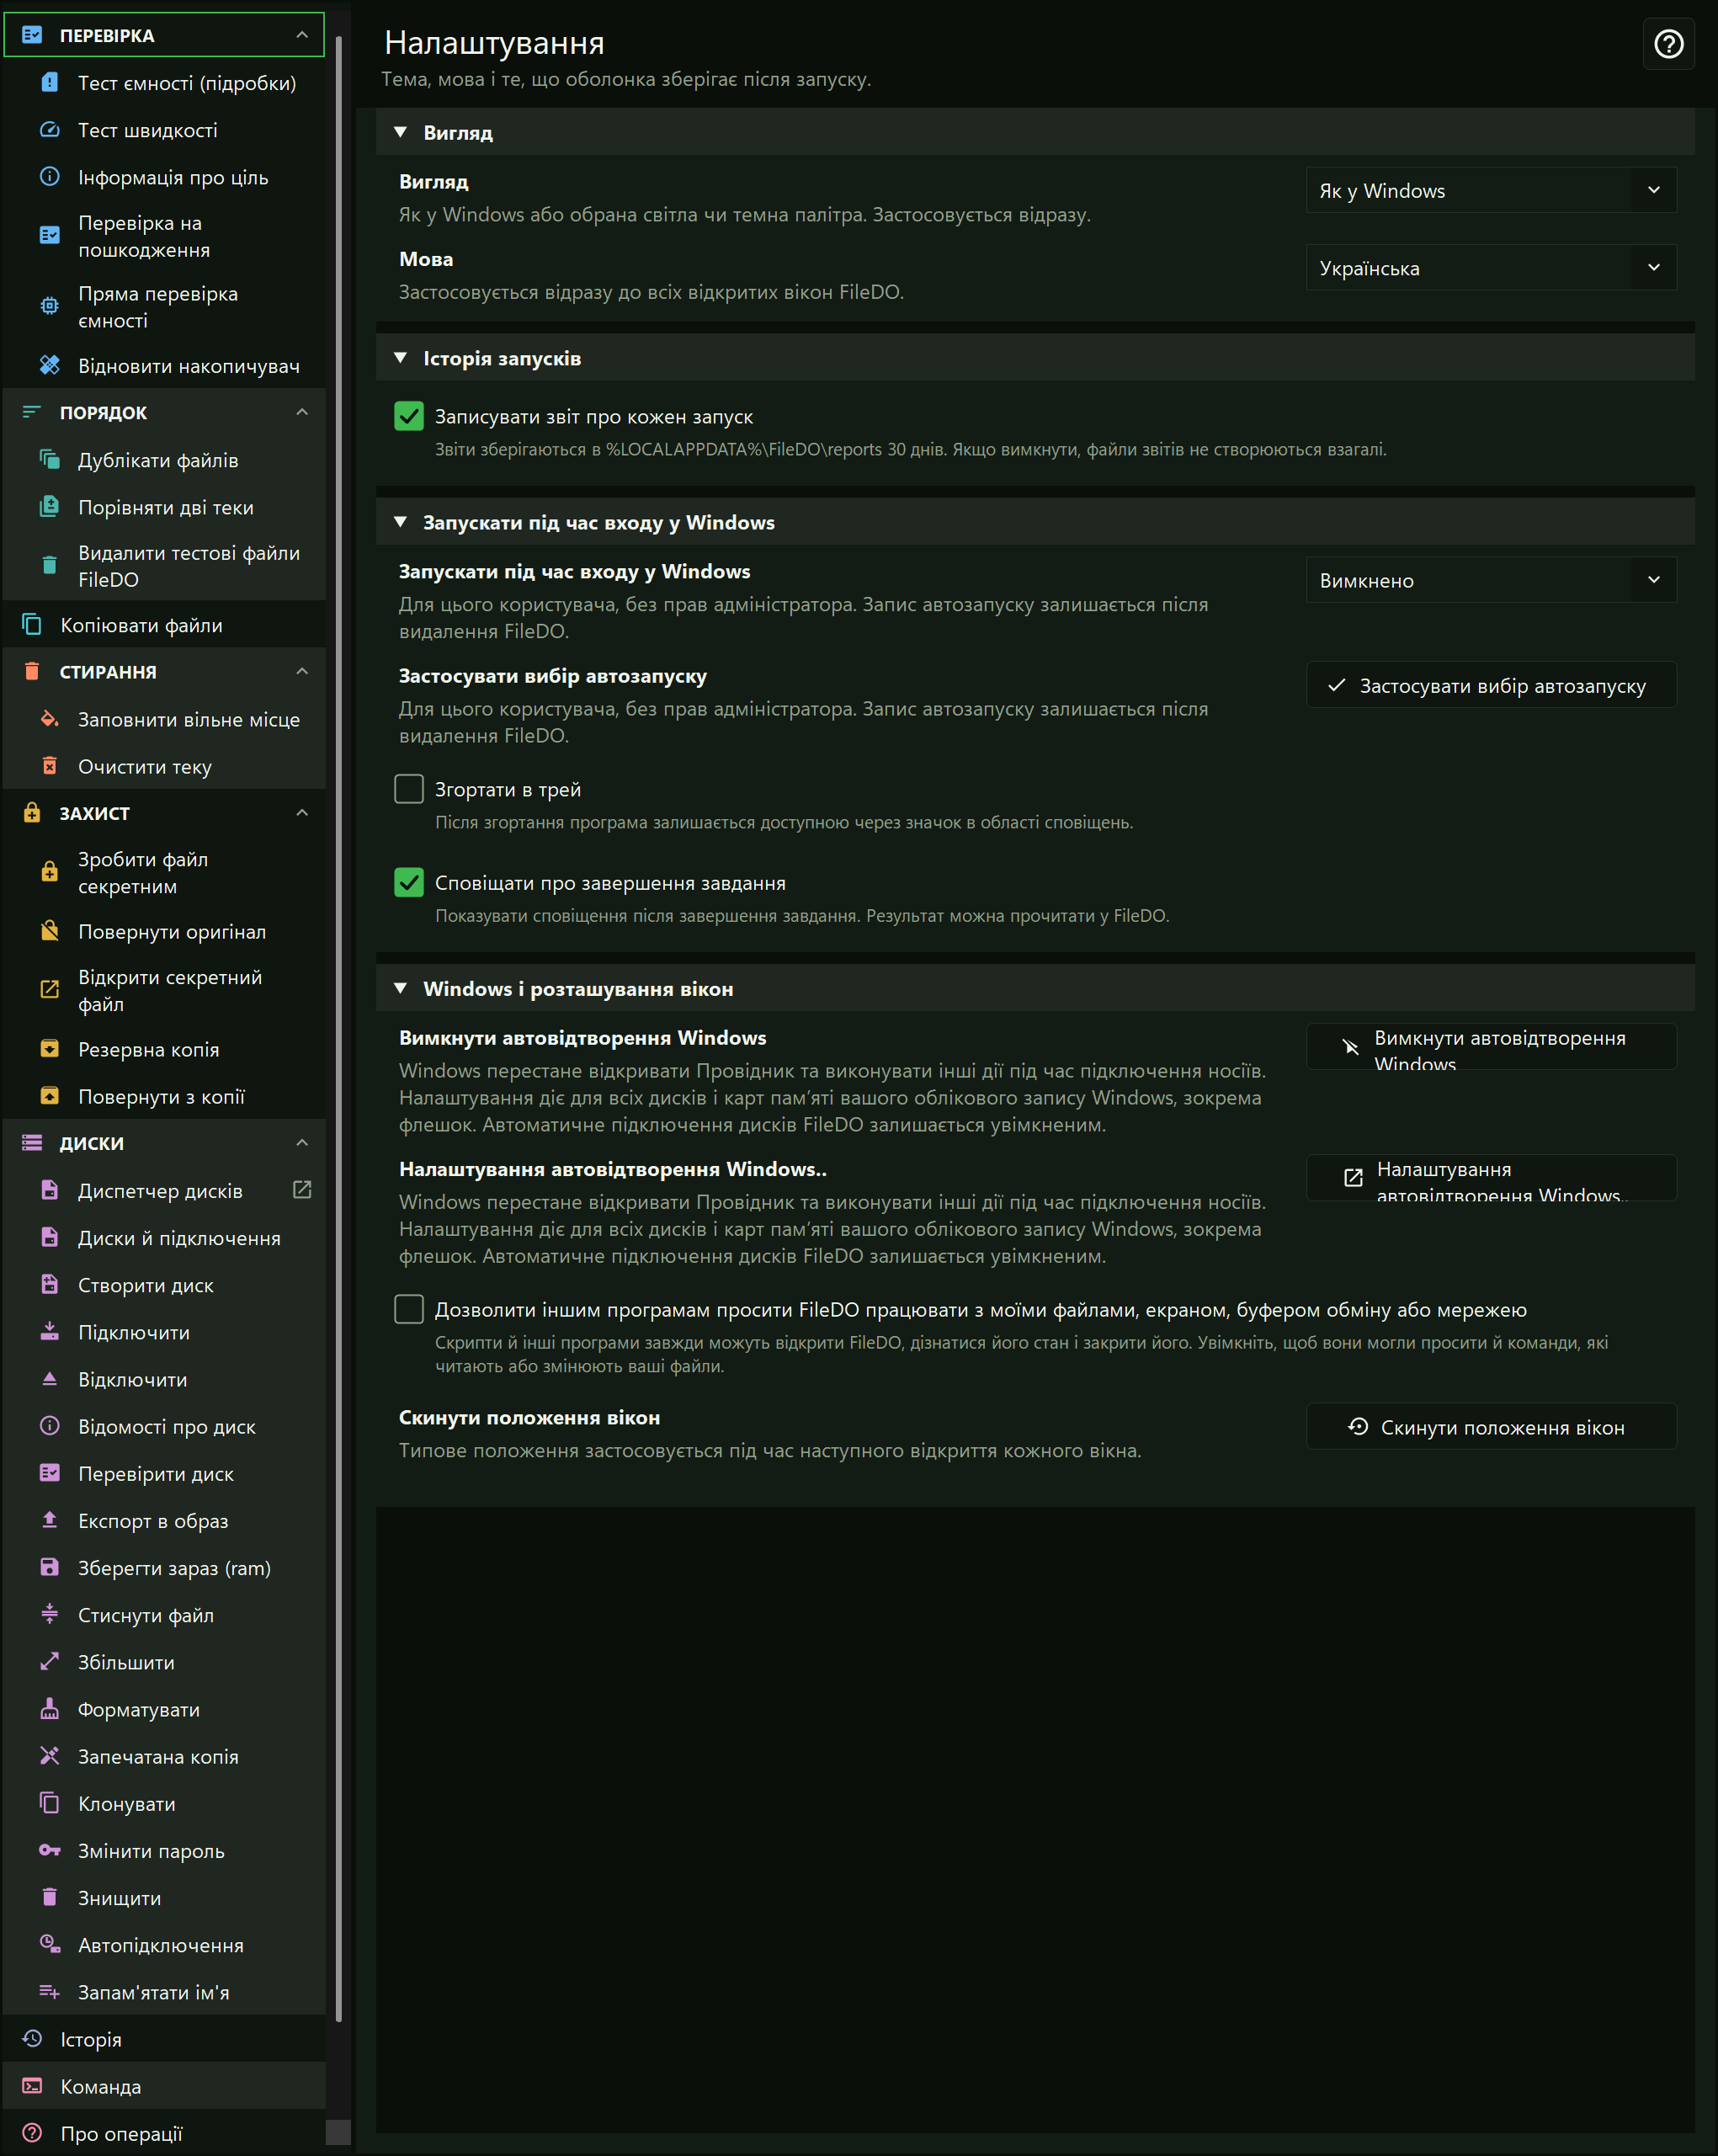 ПЕРЕВІРКА
Тест ємності (підробки)
Тест швидкості
Інформація про ціль
Перевірка на
пошкодження
Пряма перевірка
ємності
Відновити накопичувач
ПОРЯДОК
Дублікати файлів
Порівняти дві теки
Видалити тестові файли
FileDO
Копіювати файли
СТИРАННЯ
Заповнити вільне місце
Очистити теку
ЗАХИСТ
Зробити файл
секретним
Повернути оригінал
Відкрити секретний
файл
Резервна копія
Повернути з копії
ДИСКИ
Диспетчер дисків
Диски й підключення
Створити диск
Підключити
Відключити
Відомості про диск
Перевірити диск
Експорт в образ
Зберегти зараз (ram)
Стиснути файл
Збільшити
Форматувати
Запечатана копія
Клонувати
Змінити пароль
Знищити
Автопідключення
Запам'ятати ім'я
Історія
Команда
Про операції
Налаштування
Тема, мова і те, що оболонка зберігає після запуску.
Вигляд
Вигляд
Як у Windows або обрана світла чи темна палітра. Застосовується відразу.
Як у Windows
Мова
Застосовується відразу до всіх відкритих вікон FileDO.
Українська
Історія запусків
Записувати звіт про кожен запуск
Звіти зберігаються в %LOCALAPPDATA%\FileDO\reports 30 днів. Якщо вимкнути, файли звітів не створюються взагалі.
Запускати під час входу у Windows
Запускати під час входу у Windows
Для цього користувача, без прав адміністратора. Запис автозапуску залишається після
видалення FileDO.
Вимкнено
Застосувати вибір автозапуску
Для цього користувача, без прав адміністратора. Запис автозапуску залишається після
видалення FileDO.
Застосувати вибір автозапуску
Згортати в трей
Після згортання програма залишається доступною через значок в області сповіщень.
Сповіщати про завершення завдання
Показувати сповіщення після завершення завдання. Результат можна прочитати у FileDO.
Windows і розташування вікон
Вимкнути автовідтворення Windows
Windows перестане відкривати Провідник та виконувати інші дії під час підключення носіїв.
Налаштування діє для всіх дисків і карт пам’яті вашого облікового запису Windows, зокрема
флешок. Автоматичне підключення дисків FileDO залишається увімкненим.
Вимкнути автовідтворення
Windows
Налаштування автовідтворення Windows..
Windows перестане відкривати Провідник та виконувати інші дії під час підключення носіїв.
Налаштування діє для всіх дисків і карт пам’яті вашого облікового запису Windows, зокрема
флешок. Автоматичне підключення дисків FileDO залишається увімкненим.
Налаштування
автовідтворення Windows..
Дозволити іншим програмам просити FileDO працювати з моїми файлами, екраном, буфером обміну або мережею
Скрипти й інші програми завжди можуть відкрити FileDO, дізнатися його стан і закрити його. Увімкніть, щоб вони могли просити й команди, які
читають або змінюють ваші файли.
Скинути положення вікон
Типове положення застосовується під час наступного відкриття кожного вікна.
Скинути положення вікон